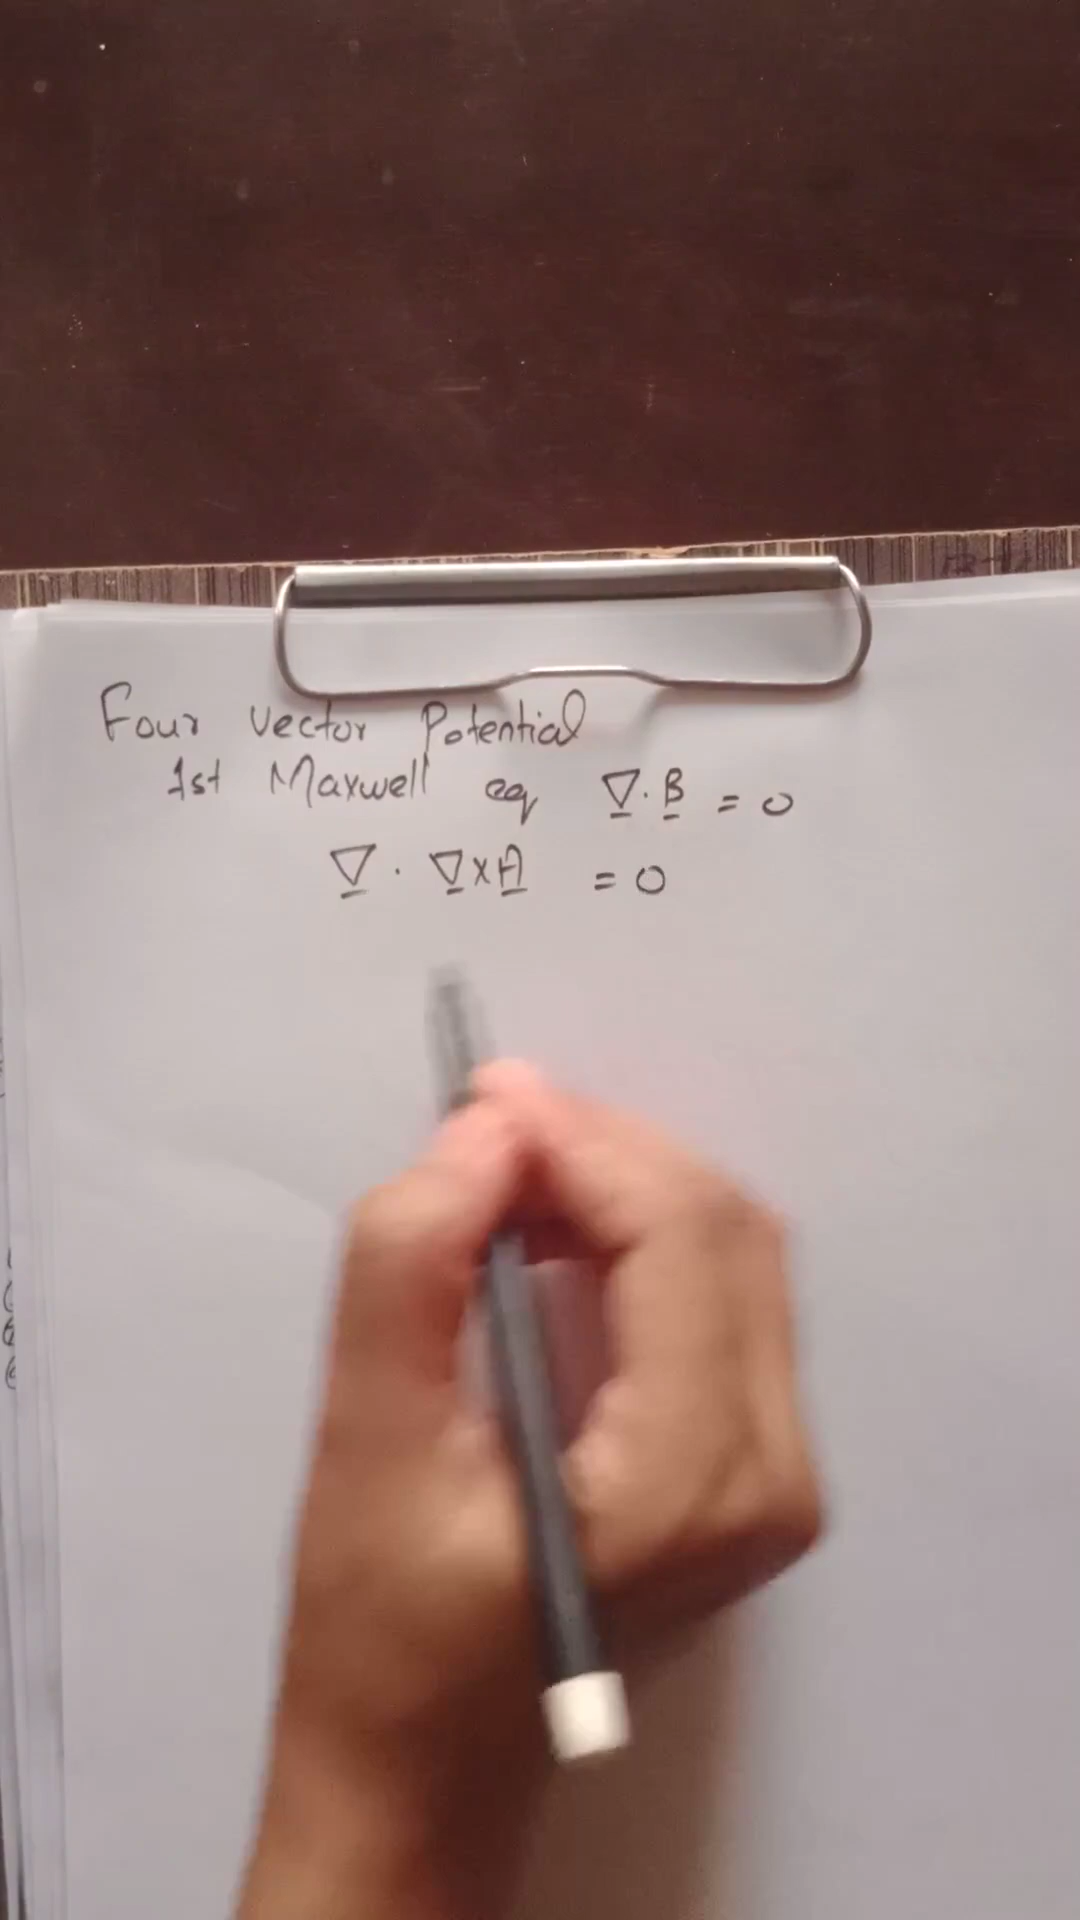 Four Vector Potential
1st Maxwell eq ∇·B = 0
∇ · ∇×A = 0